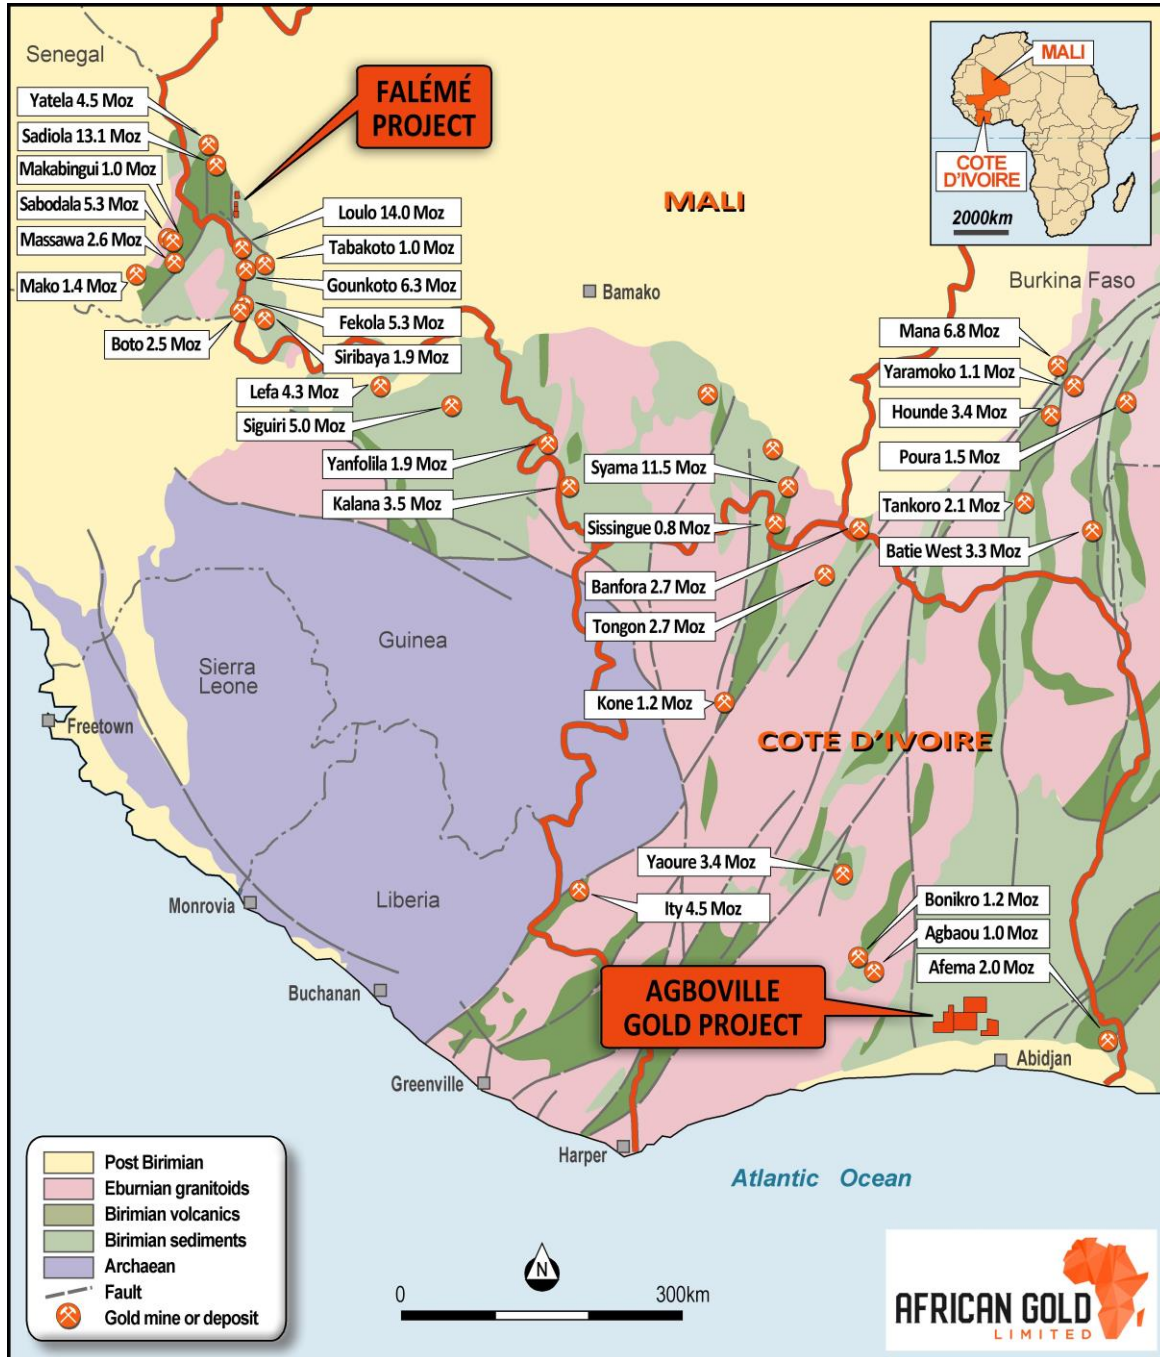 Senegal
Yatela 4.5 Moz
Sadiola 13.1 Moz
Makabingui 1.0 Moz
Sabodala 5.3 Moz
Massawa 2.6 Moz
Mako 1.4 Moz
Boto 2.5 Moz
FALÉMÉ
PROJECT
Loulo 14.0 Moz
Tabakoto 1.0 Moz
Gounkoto 6.3 Moz
Fekola 5.3 Moz
Siribaya 1.9 Moz
MALI
Bamako
MALI
COTE
D'IVOIRE
2000km
Burkina Faso
Lefa 4.3 Moz
Siguiri 5.0 Moz
Yanfolila 1.9 Moz
Kalana 3.5 Moz
Syama 11.5 Moz
Sissingue 0.8 Moz
Banfora 2.7 Moz
Tongon 2.7 Moz
Kone 1.2 Moz
Mana 6.8 Moz
Yaramoko 1.1 Moz
Hounde 3.4 Moz
Poura 1.5 Moz
Tankoro 2.1 Moz
Batie West 3.3 Moz
Guinea
Sierra
Leone
Freetown
COTE D'IVOIRE
Yaoure 3.4 Moz
Ity 4.5 Moz
Bonikro 1.2 Moz
Agbaou 1.0 Moz
Afema 2.0 Moz
Liberia
Monrovia
Buchanan
AGBOVILLE
GOLD PROJECT
Abidjan
Greenville
Harper
Atlantic Ocean
Post Birimian
Eburnian granitoids
Birimian volcanics
Birimian sediments
Archaean
Fault
Gold mine or deposit
N
0 300km
AFRICAN GOLD
LIMITED